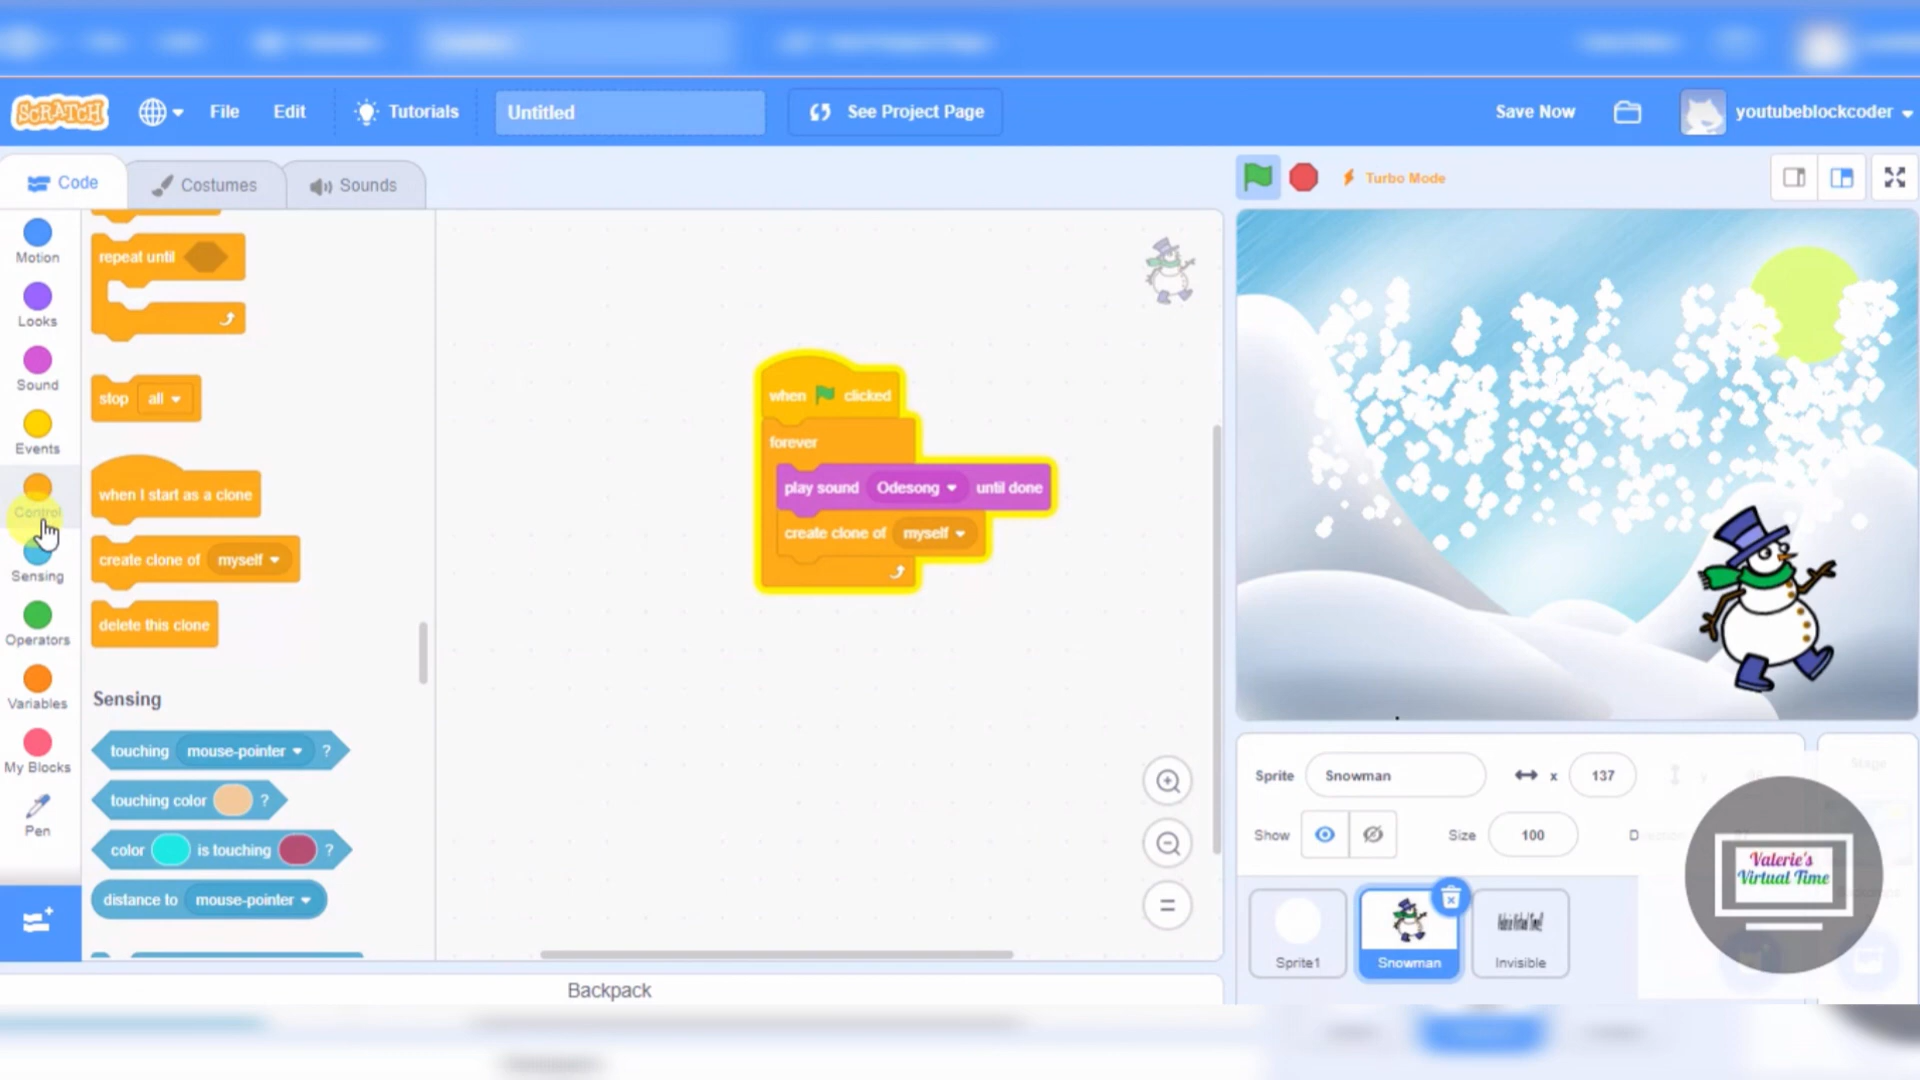 SCRATCH
File
Edit
Tutorials
Untitled
See Project Page
Save Now
youtubeblockcoder
Code
Costumes
Sounds
Turbo Mode
Motion
Looks
Sound
Events
Control
Sensing
Operators
Variables
My Blocks
Pen
repeat until
stop all
when I start as a clone
create clone of myself
delete this clone
Sensing
touching mouse-pointer ?
touching color ?
color is touching ?
distance to mouse-pointer
when clicked
forever
play sound Odesong until done
create clone of myself
Backpack
Sprite Snowman x 137
Show Size 100
Sprite1
Snowman
Invisible
Valerie's
Virtual Time